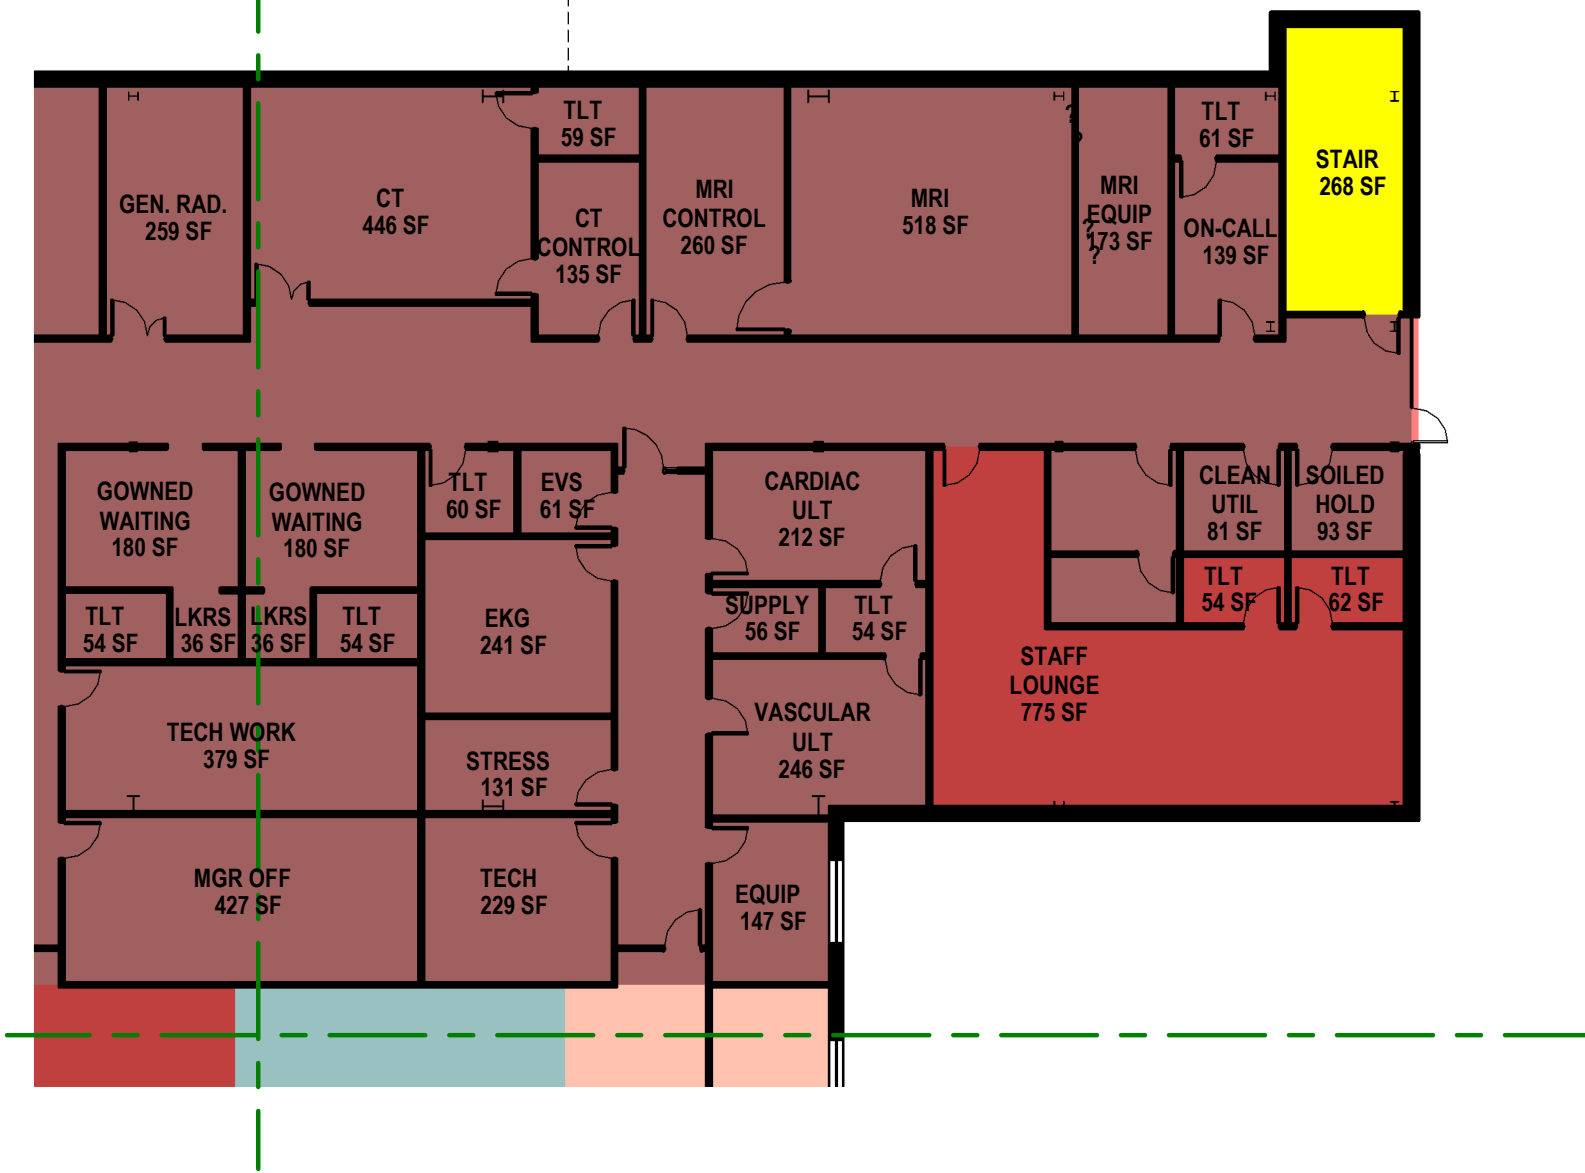 TLT
59 SF
TLT
61 SF
STAIR
268 SF
GEN. RAD.
259 SF
CT
446 SF
CT
CONTROL
135 SF
MRI
CONTROL
260 SF
MRI
518 SF
MRI
EQUIP
173 SF
?
?
?
?
ON-CALL
139 SF
GOWNED
WAITING
180 SF
GOWNED
WAITING
180 SF
TLT
60 SF
EVS
61 SF
CARDIAC
ULT
212 SF
CLEAN
UTIL
81 SF
SOILED
HOLD
93 SF
TLT
54 SF
LKRS
36 SF
LKRS
36 SF
TLT
54 SF
EKG
241 SF
SUPPLY
56 SF
TLT
54 SF
TLT
54 SF
TLT
62 SF
STAFF
LOUNGE
775 SF
TECH WORK
379 SF
STRESS
131 SF
VASCULAR
ULT
246 SF
MGR OFF
427 SF
TECH
229 SF
EQUIP
147 SF